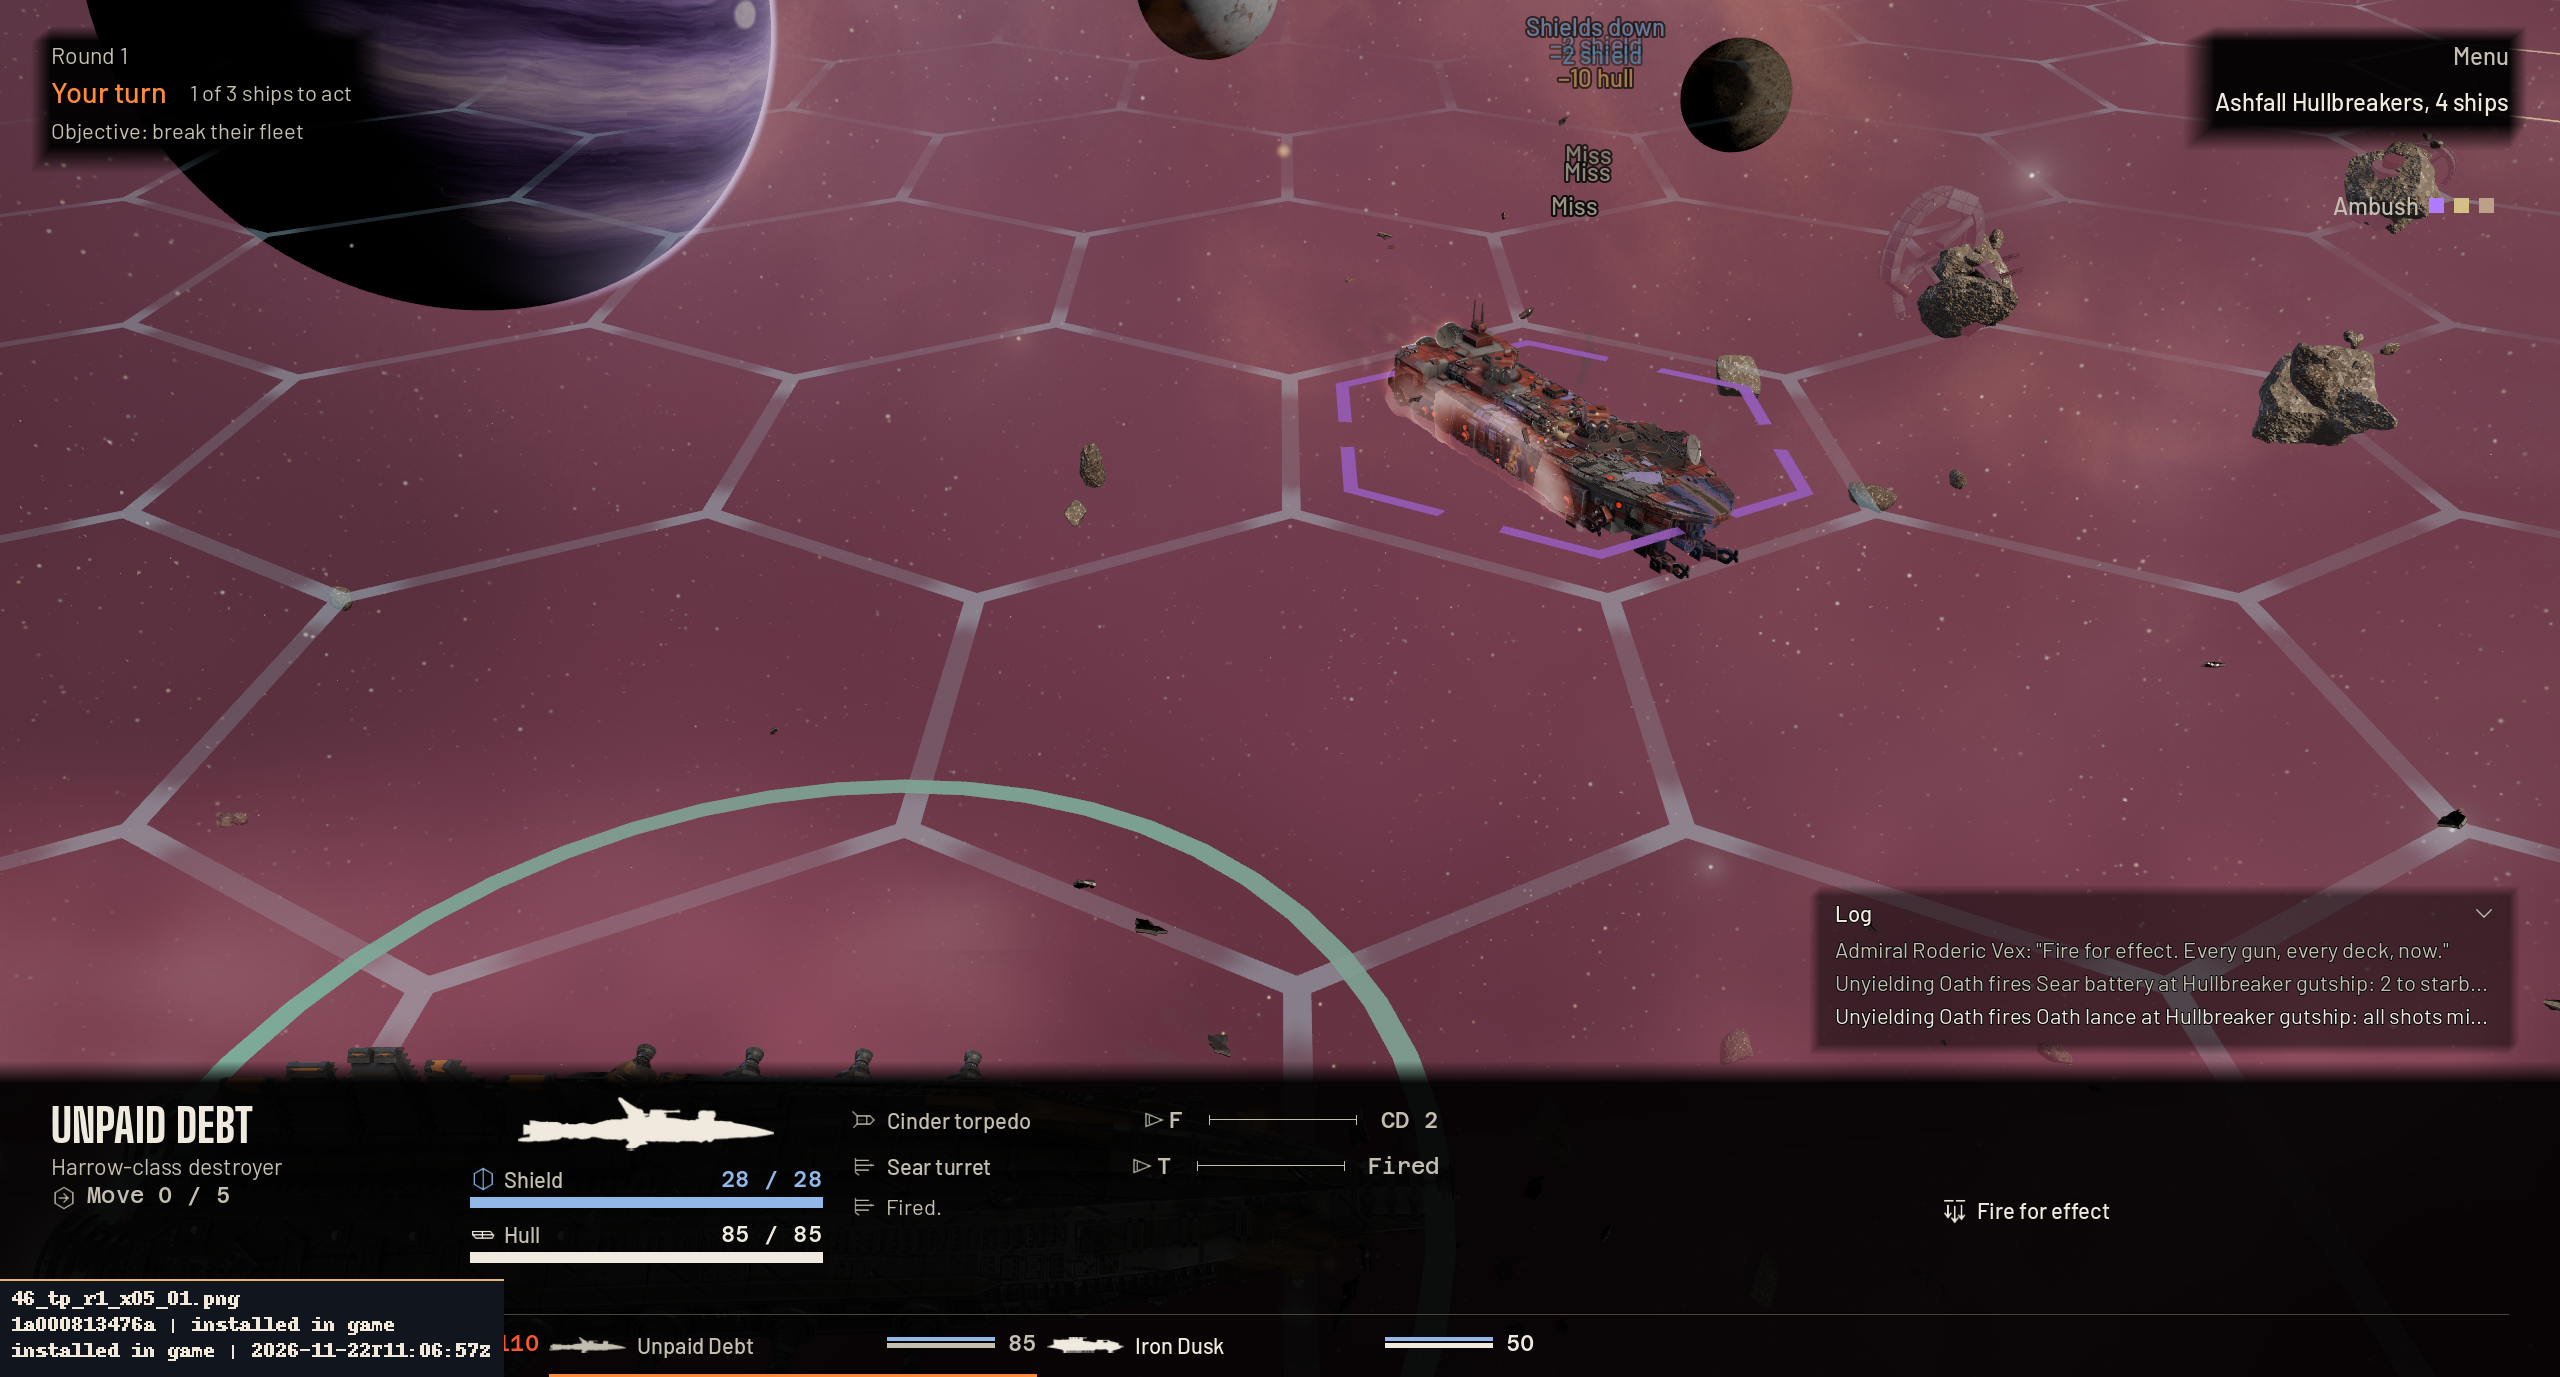 Round 1
Your turn 1 of 3 ships to act
Objective: break their fleet
Shields down
-2 shield
-10 hull
Miss
Miss
Miss
Menu
Ashfall Hullbreakers, 4 ships
Ambush
Log
Admiral Roderic Vex: "Fire for effect. Every gun, every deck, now."
Unyielding Oath fires Sear battery at Hullbreaker gutship: 2 to starb...
Unyielding Oath fires Oath lance at Hullbreaker gutship: all shots mi...
UNPAID DEBT
Harrow-class destroyer
Move 0 / 5
Shield 28 / 28
Hull 85 / 85
Cinder torpedo F CD 2
Sear turret T Fired
Fired.
Fire for effect
46_tp_r1_x05_01.png
1a000813476a | installed in game
installed in game | 2026-11-22T11:06:57Z
110 Unpaid Debt 85 Iron Dusk 50